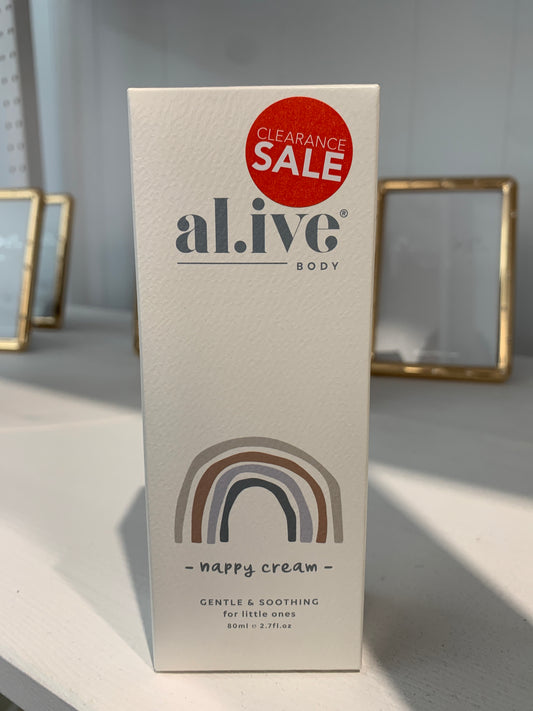 CLEARANCE
SALE
al.ive®
BODY
- nappy cream -
GENTLE & SOOTHING
for little ones
80ml ℮ 2.7fl.oz